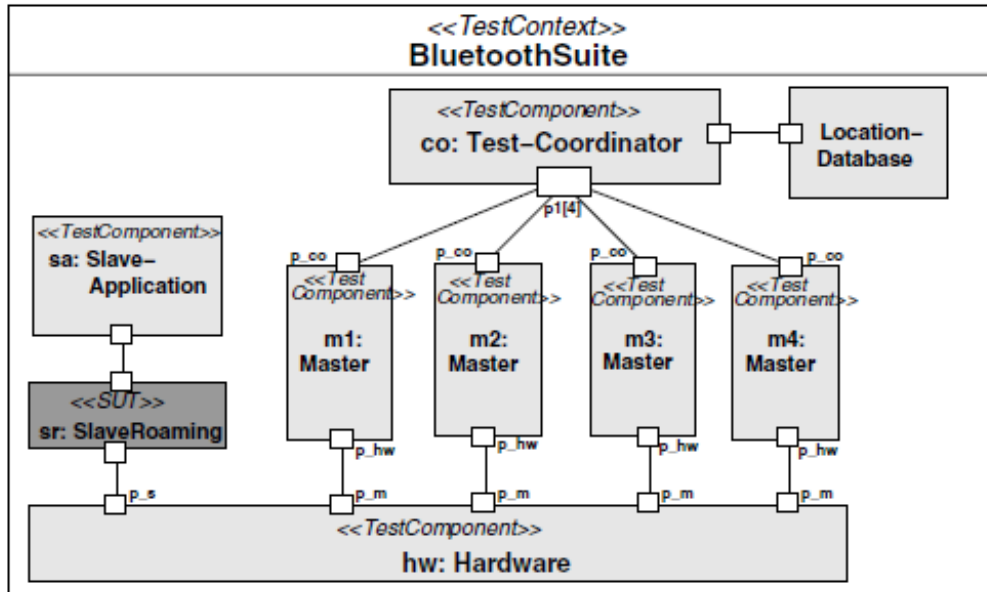 <<TestContext>>
BluetoothSuite
<<TestComponent>>
co: Test-Coordinator
Location-
Database
p1[4]
<<TestComponent>>
sa: Slave-
Application
p_co
p_co
p_co
p_co
<<Test
Component>>
m1:
Master
<<Test
Component>>
m2:
Master
<<Test
Component>>
m3:
Master
<<Test
Component>>
m4:
Master
<<SUT>>
sr: SlaveRoaming
p_hw
p_hw
p_hw
p_hw
p_s
p_m
p_m
p_m
p_m
<<TestComponent>>
hw: Hardware